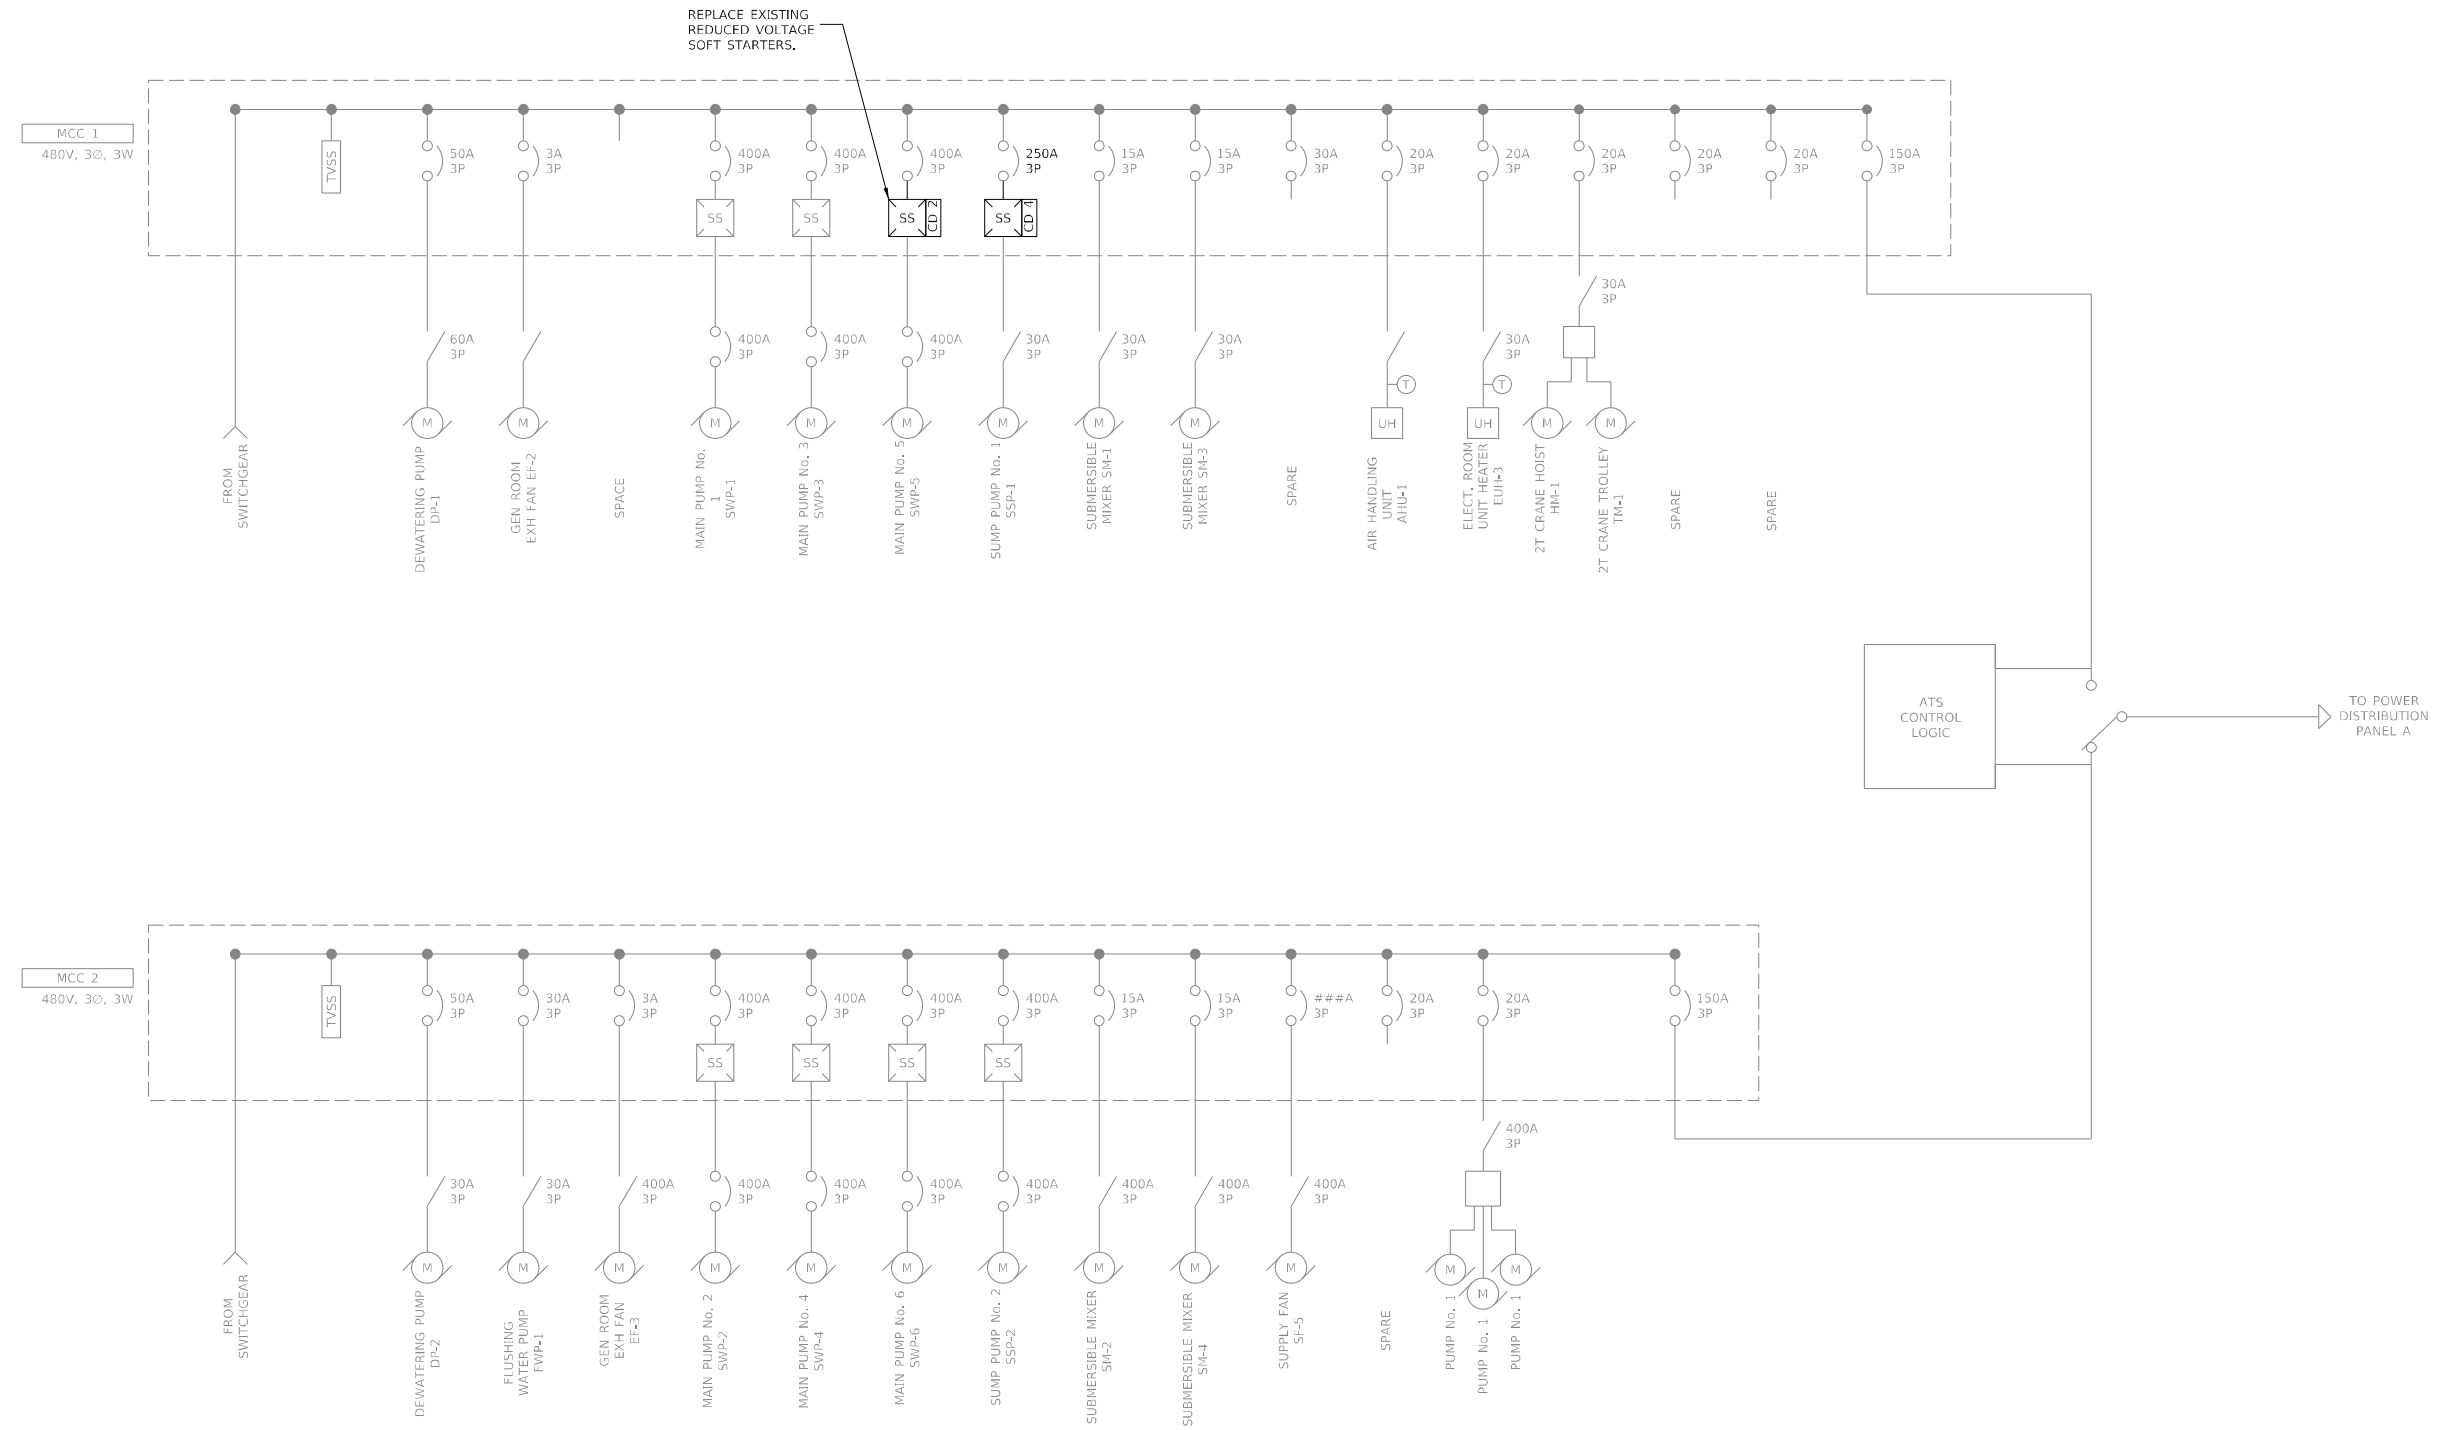 REPLACE EXISTING
REDUCED VOLTAGE
SOFT STARTERS.
MCC 1
480V, 3∅, 3W
TVSS
50A
3P
3A
3P
400A
3P
400A
3P
400A
3P
250A
3P
15A
3P
15A
3P
30A
3P
20A
3P
20A
3P
20A
3P
20A
3P
20A
3P
150A
3P
SS
SS
SS
CD 2
SS
CD 4
30A
3P
60A
3P
400A
3P
400A
3P
400A
3P
30A
3P
30A
3P
30A
3P
30A
3P
T
T
M
M
M
M
M
M
M
M
UH
UH
M
M
FROM
SWITCHGEAR
DEWATERING PUMP
DP-1
GEN ROOM
EXH FAN EF-2
SPACE
MAIN PUMP No.
1
SWP-1
MAIN PUMP No. 3
SWP-3
MAIN PUMP No. 5
SWP-5
SUMP PUMP No. 1
SSP-1
SUBMERSIBLE
MIXER SM-1
SUBMERSIBLE
MIXER SM-3
SPARE
AIR HANDLING
UNIT
AHU-1
ELECT. ROOM
UNIT HEATER
EUH-3
2T CRANE HOIST
HM-1
2T CRANE TROLLEY
TM-1
SPARE
SPARE
ATS
CONTROL
LOGIC
TO POWER
DISTRIBUTION
PANEL A
MCC 2
480V, 3∅, 3W
TVSS
50A
3P
30A
3P
3A
3P
400A
3P
400A
3P
400A
3P
400A
3P
15A
3P
15A
3P
###A
3P
20A
3P
20A
3P
150A
3P
SS
SS
SS
SS
400A
3P
30A
3P
30A
3P
400A
3P
400A
3P
400A
3P
400A
3P
400A
3P
400A
3P
400A
3P
400A
3P
M
M
M
M
M
M
M
M
M
M
M
M
M
FROM
SWITCHGEAR
DEWATERING PUMP
DP-2
FLUSHING
WATER PUMP
FWP-1
GEN ROOM
EXH FAN
EF-3
MAIN PUMP No. 2
SWP-2
MAIN PUMP No. 4
SWP-4
MAIN PUMP No. 6
SWP-6
SUMP PUMP No. 2
SSP-2
SUBMERSIBLE MIXER
SM-2
SUBMERSIBLE MIXER
SM-4
SUPPLY FAN
SF-5
SPARE
PUMP No. 1
PUMP No. 1
PUMP No. 1